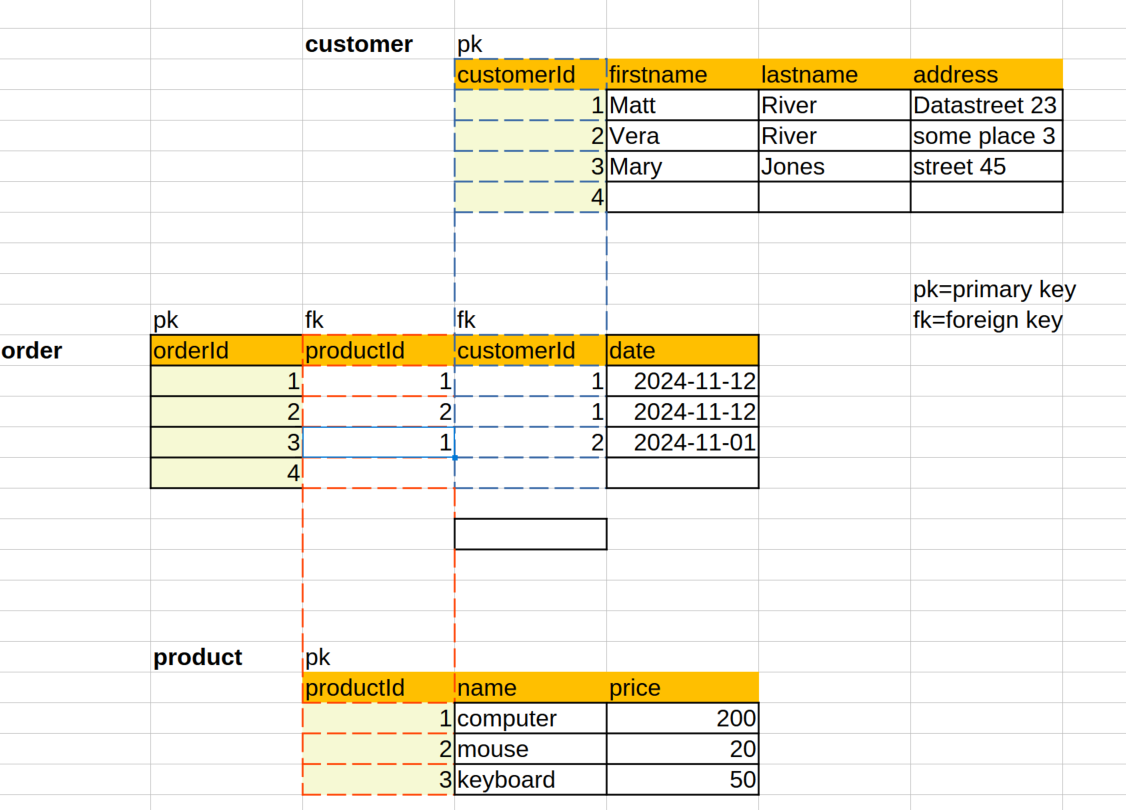 customer pk
customerId firstname lastname address
1 Matt River Datastreet 23
2 Vera River some place 3
3 Mary Jones street 45
4
pk=primary key
pk fk fk fk=foreign key
order orderId productId customerId date
1 1 1 2024-11-12
2 2 1 2024-11-12
3 1 2 2024-11-01
4
product pk
productId name price
1 computer 200
2 mouse 20
3 keyboard 50